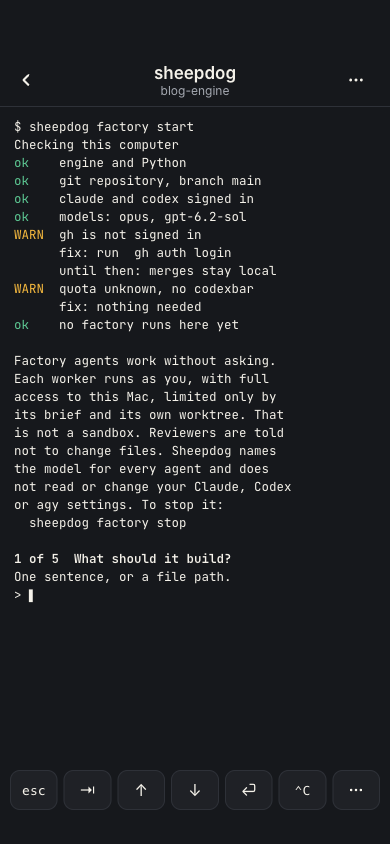 sheepdog
blog-engine
$ sheepdog factory start
Checking this computer
ok    engine and Python
ok    git repository, branch main
ok    claude and codex signed in
ok    models: opus, gpt-6.2-sol
WARN  gh is not signed in
      fix: run  gh auth login
      until then: merges stay local
WARN  quota unknown, no codexbar
      fix: nothing needed
ok    no factory runs here yet

Factory agents work without asking.
Each worker runs as you, with full
access to this Mac, limited only by
its brief and its own worktree. That
is not a sandbox. Reviewers are told
not to change files. Sheepdog names
the model for every agent and does
not read or change your Claude, Codex
or agy settings. To stop it:
  sheepdog factory stop

1 of 5  What should it build?
One sentence, or a file path.
>
esc ⇥ ↑ ↓ ↵ ⌃C ···